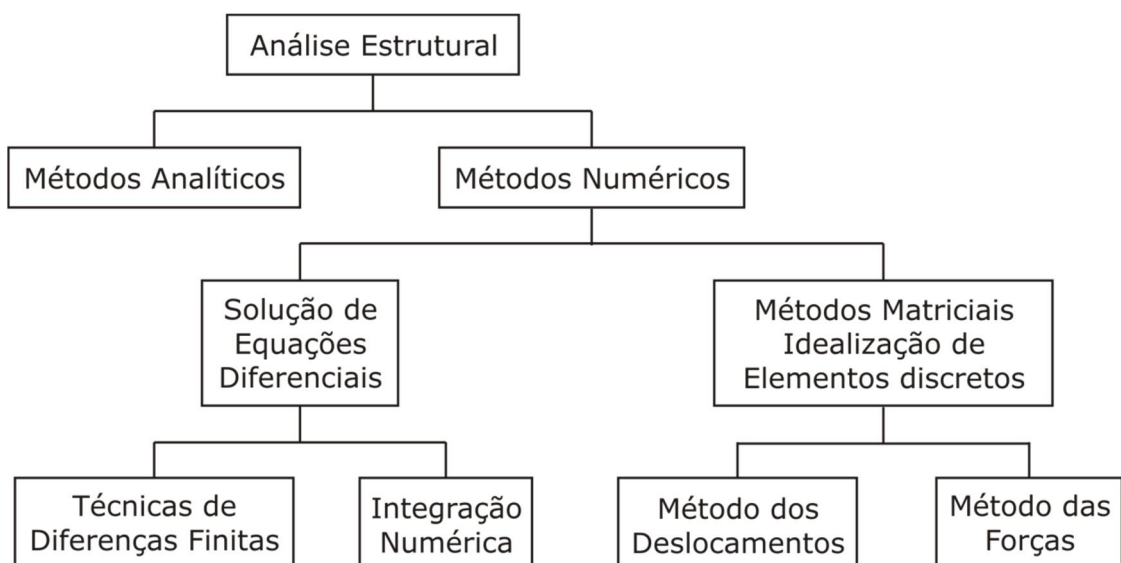 Análise Estrutural
Métodos Analíticos
Métodos Numéricos
Solução de
Equações
Diferenciais
Métodos Matriciais
Idealização de
Elementos discretos
Técnicas de
Diferenças Finitas
Integração
Numérica
Método dos
Deslocamentos
Método das
Forças